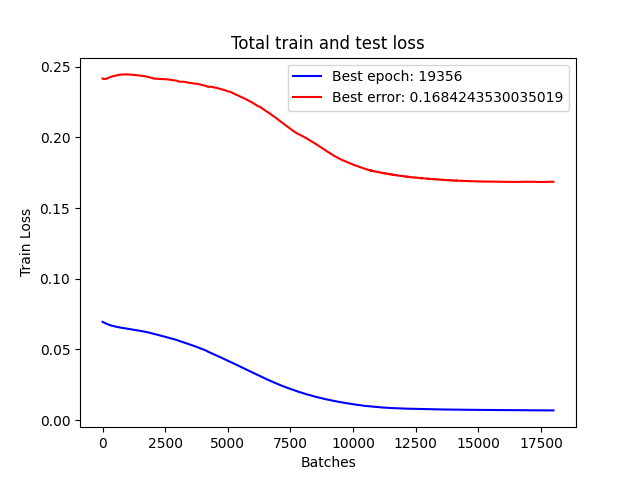 Total train and test loss
Best epoch: 19356
Best error: 0.1684243530035019
Train Loss
0.25
0.20
0.15
0.10
0.05
0.00
0 2500 5000 7500 10000 12500 15000 17500
Batches